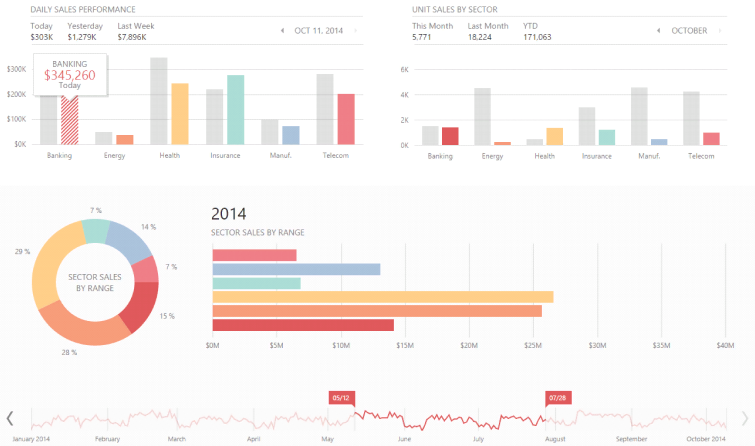 DAILY SALES PERFORMANCE
Today Yesterday Last Week
$303K $1,279K $7,896K
OCT 11, 2014
$300K
$200K
$100K
$0K
BANKING
$345,260
Today
Banking Energy Health Insurance Manuf. Telecom
UNIT SALES BY SECTOR
This Month Last Month YTD
5,771 18,224 171,063
OCTOBER
6K
4K
2K
0K
Banking Energy Health Insurance Manuf. Telecom
7 %
14 %
7 %
15 %
28 %
29 %
SECTOR SALES
BY RANGE
2014
SECTOR SALES BY RANGE
$0M $5M $10M $15M $20M $25M $30M $35M $40M
05/12 07/28
January 2014 February March April May June July August September October 2014